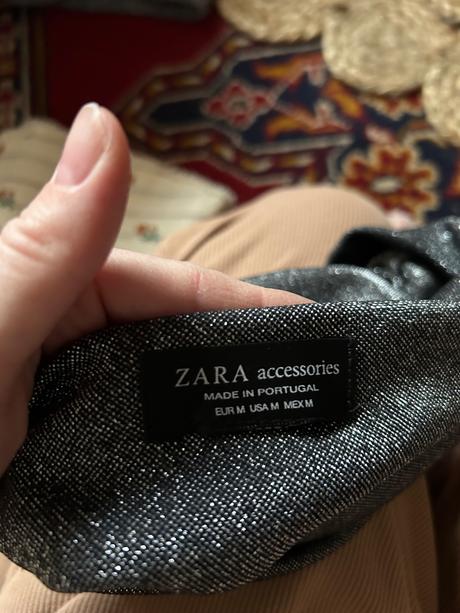 ZARA accessories
MADE IN PORTUGAL
EUR M USA M MEX M